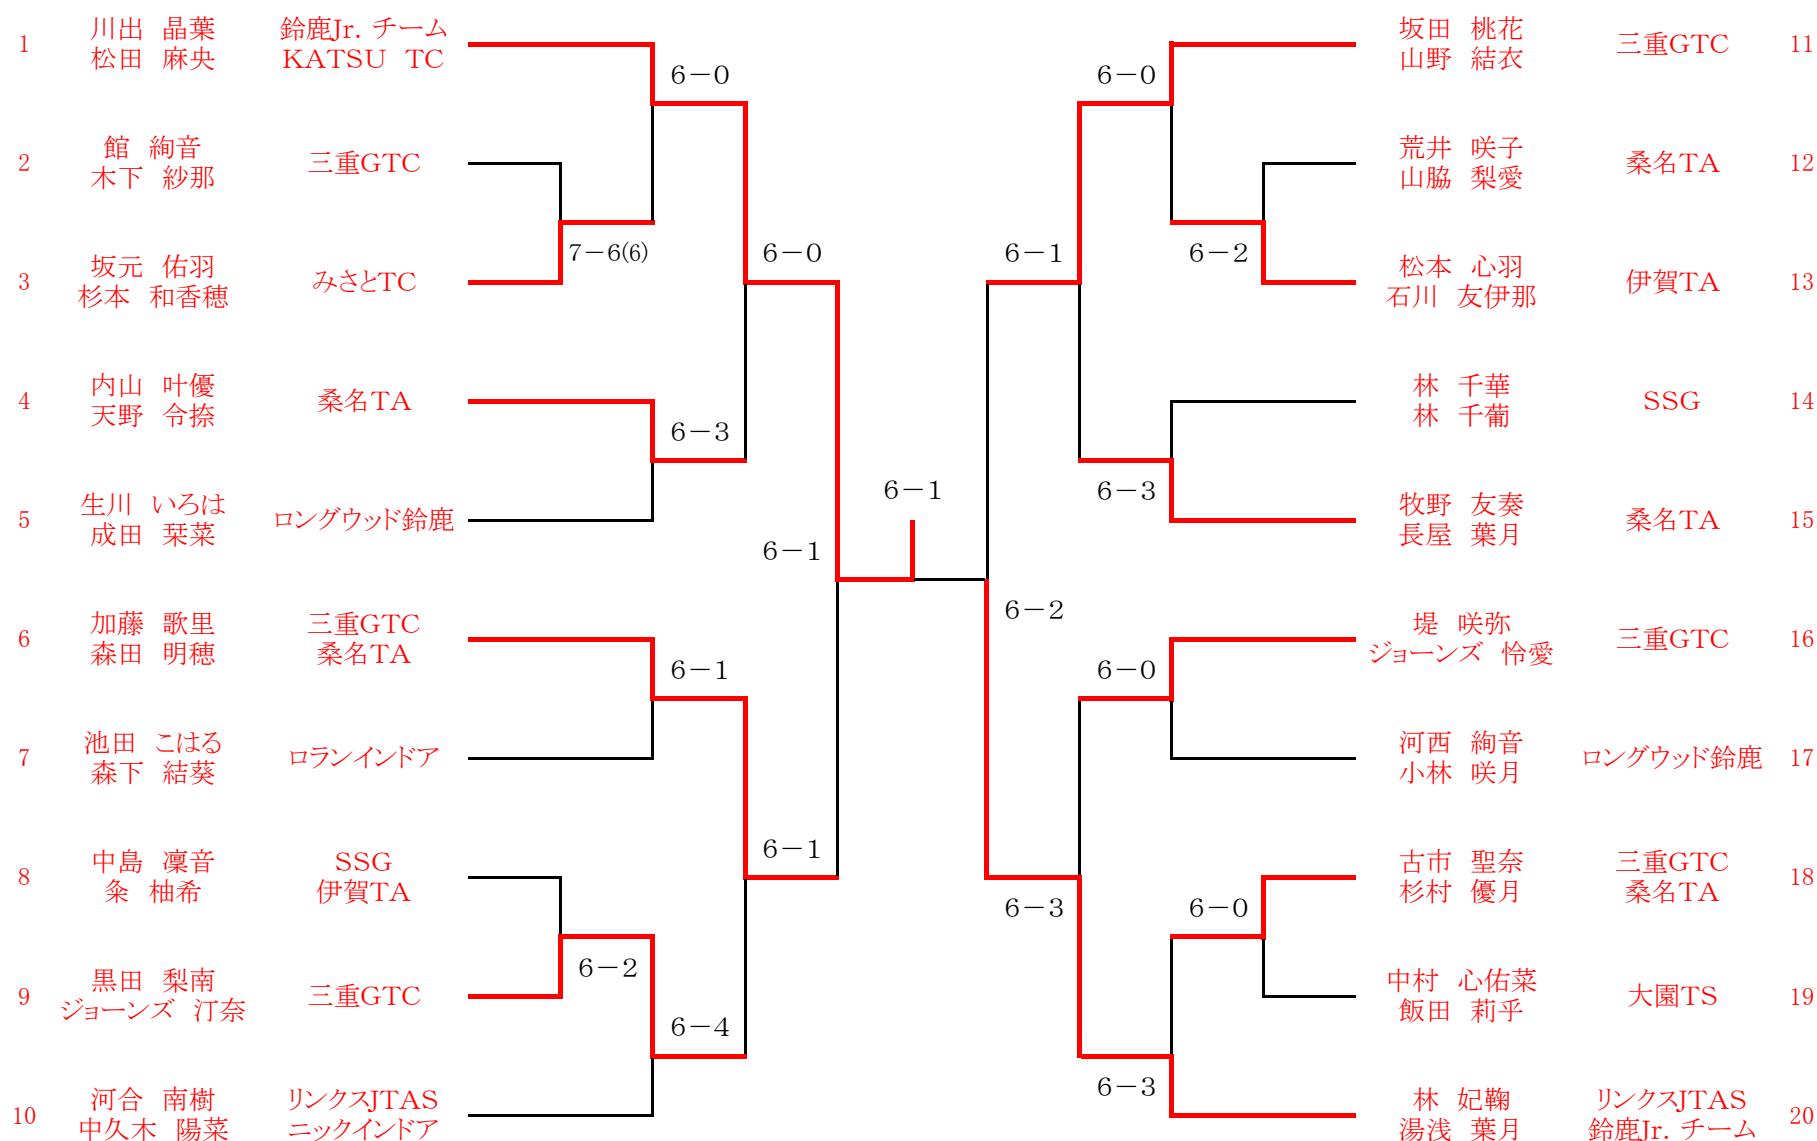 1 川出 晶葉 鈴鹿Jr. チーム
松田 麻央 KATSU TC
2 館 絢音 三重GTC
木下 紗那
3 坂元 佑羽 みさとTC
杉本 和香穂
4 内山 叶優 桑名TA
天野 令捺
5 生川 いろは ロングウッド鈴鹿
成田 栞菜
6 加藤 歌里 三重GTC
森田 明穂 桑名TA
7 池田 こはる ロランインドア
森下 結葵
8 中島 凜音 SSG
粂 柚希 伊賀TA
9 黒田 梨南 三重GTC
ジョーンズ 汀奈
10 河合 南樹 リンクスJTAS
中久木 陽菜 ニックインドア
6-0
7-6(6)
6-0
6-3
6-1
6-1
6-1
6-2
6-4
6-1
6-0
6-1
6-2
6-3
6-2
6-0
6-3
6-0
6-3
坂田 桃花 三重GTC 11
山野 結衣
荒井 咲子 桑名TA 12
山脇 梨愛
松本 心羽 伊賀TA 13
石川 友伊那
林 千華 SSG 14
林 千葡
牧野 友奏 桑名TA 15
長屋 葉月
堤 咲弥 三重GTC 16
ジョーンズ 怜愛
河西 絢音 ロングウッド鈴鹿 17
小林 咲月
古市 聖奈 三重GTC 18
杉村 優月 桑名TA
中村 心佑菜 大園TS 19
飯田 莉乎
林 妃鞠 リンクスJTAS 20
湯浅 葉月 鈴鹿Jr. チーム